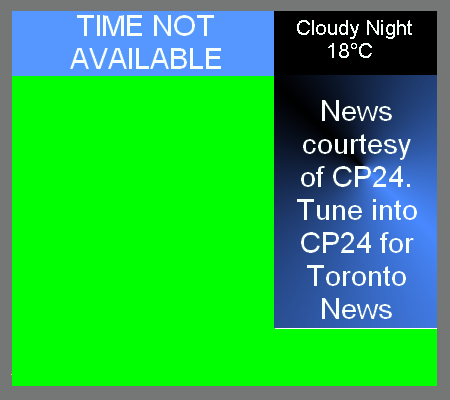 TIME NOT
AVAILABLE
Cloudy Night
18°C
News
courtesy
of CP24.
Tune into
CP24 for
Toronto
News